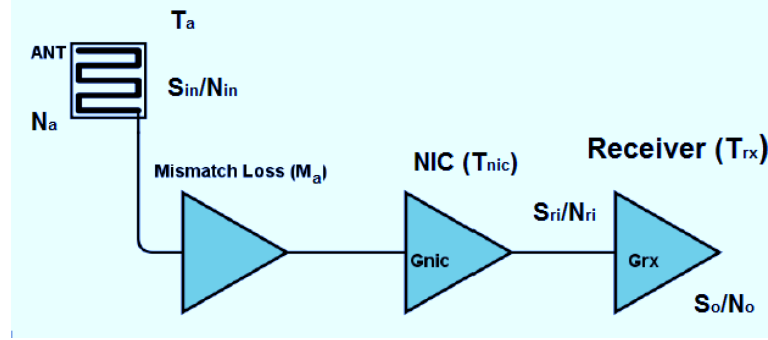 Ta
ANT
Sin/Nin
Na
Mismatch Loss (Ma)
NIC (Tnic)
Receiver (Trx)
Sri/Nri
Gnic
Grx
So/No